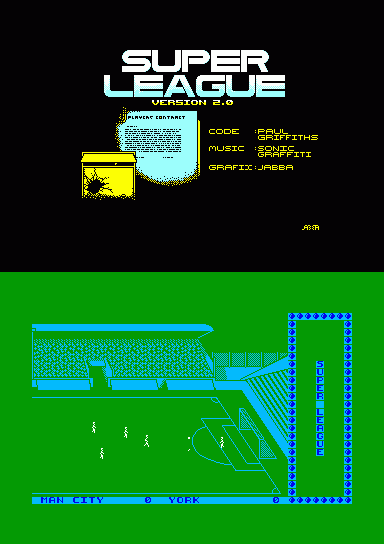 SUPER
LEAGUE
VERSION 2.0
PLAYERS CONTRACT
CODE :PAUL
GRIFFITHS
MUSIC :SONIC
GRAFFITI
GRAFIX:JABBA
SUPER LEAGUE
MAN CITY 0 YORK 0